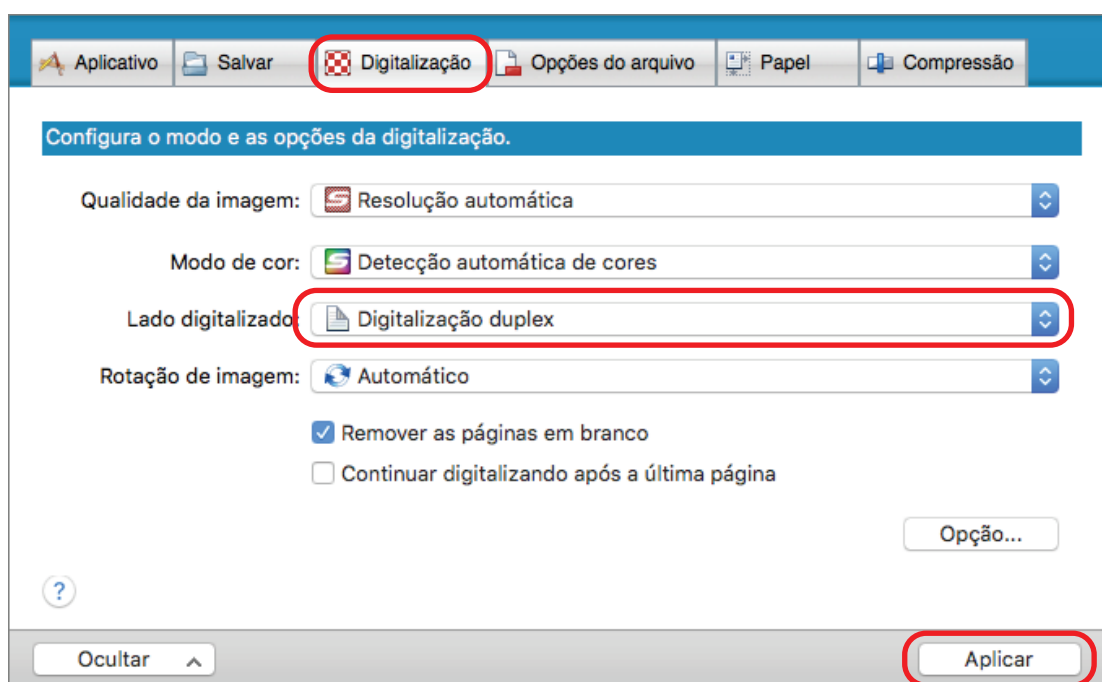 Aplicativo Salvar Digitalização Opções do arquivo Papel Compressão
Configura o modo e as opções da digitalização.
Qualidade da imagem: Resolução automática
Modo de cor: Detecção automática de cores
Lado digitalizado: Digitalização duplex
Rotação de imagem: Automático
Remover as páginas em branco
Continuar digitalizando após a última página
Opção...
?
Ocultar Aplicar